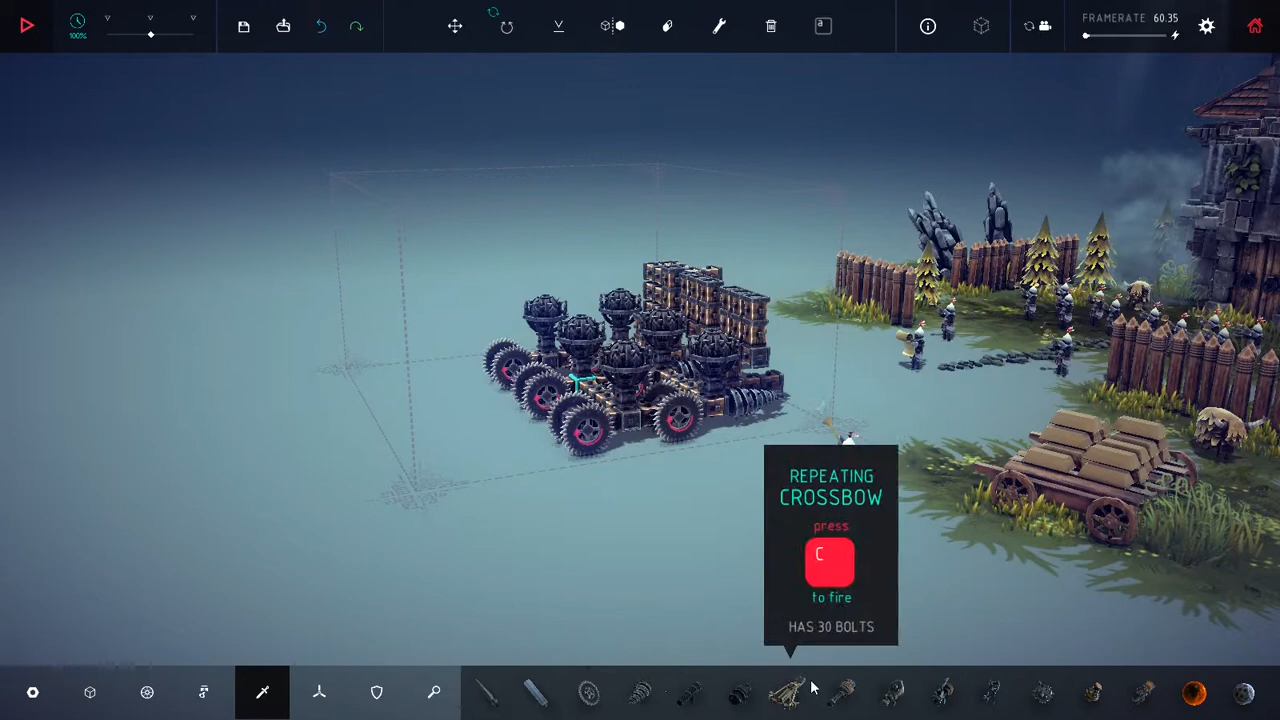 100%
a
FRAMERATE 60.35
REPEATING
CROSSBOW
press
C
to fire
HAS 30 BOLTS